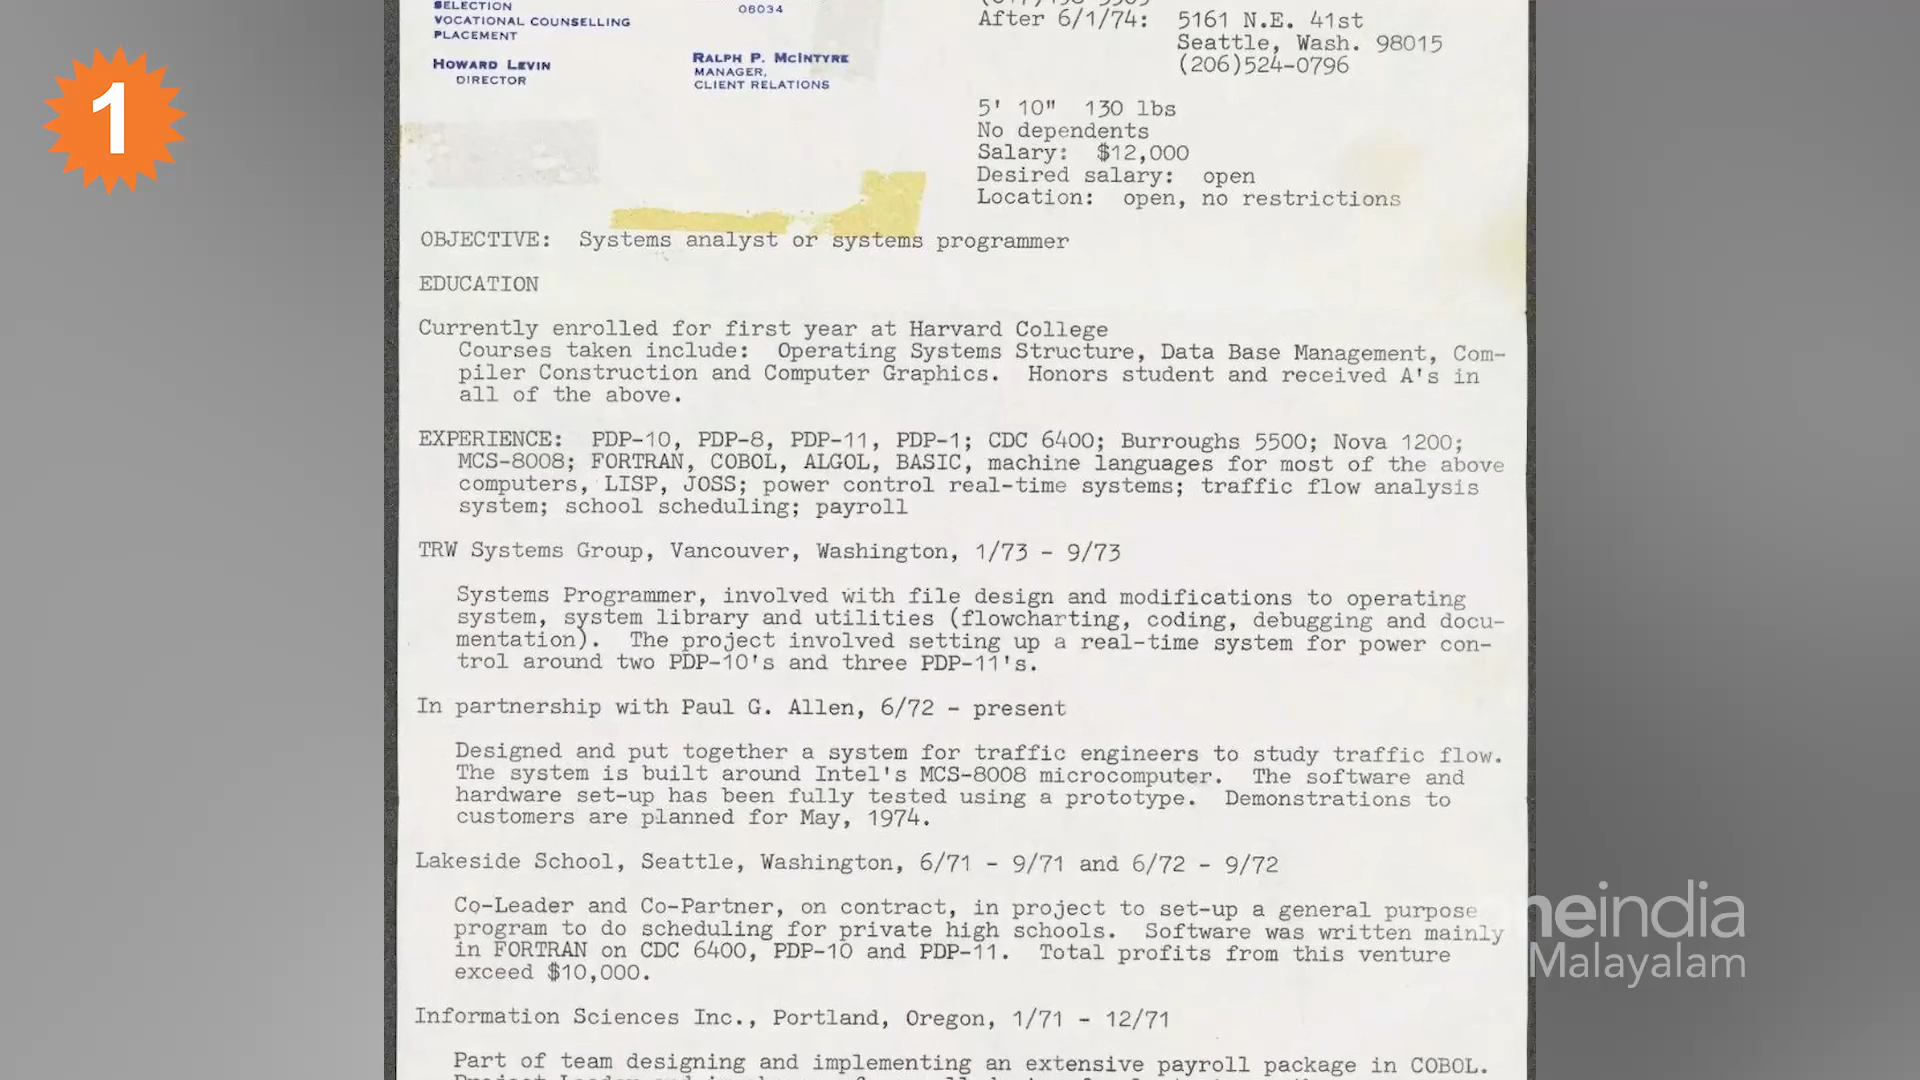 SELECTION
VOCATIONAL COUNSELLING
PLACEMENT
08034
HOWARD LEVIN
DIRECTOR
RALPH P. McINTYRE
MANAGER,
CLIENT RELATIONS
After 6/1/74: 5161 N.E. 41st
Seattle, Wash. 98015
(206)524-0796
1
5' 10" 130 lbs
No dependents
Salary: $12,000
Desired salary: open
Location: open, no restrictions
OBJECTIVE: Systems analyst or systems programmer
EDUCATION
Currently enrolled for first year at Harvard College
Courses taken include: Operating Systems Structure, Data Base Management, Com-
piler Construction and Computer Graphics. Honors student and received A's in
all of the above.
EXPERIENCE: PDP-10, PDP-8, PDP-11, PDP-1; CDC 6400; Burroughs 5500; Nova 1200;
MCS-8008; FORTRAN, COBOL, ALGOL, BASIC, machine languages for most of the above
computers, LISP, JOSS; power control real-time systems; traffic flow analysis
system; school scheduling; payroll
TRW Systems Group, Vancouver, Washington, 1/73 - 9/73
Systems Programmer, involved with file design and modifications to operating
system, system library and utilities (flowcharting, coding, debugging and docu-
mentation). The project involved setting up a real-time system for power con-
trol around two PDP-10's and three PDP-11's.
In partnership with Paul G. Allen, 6/72 - present
Designed and put together a system for traffic engineers to study traffic flow.
The system is built around Intel's MCS-8008 microcomputer. The software and
hardware set-up has been fully tested using a prototype. Demonstrations to
customers are planned for May, 1974.
Lakeside School, Seattle, Washington, 6/71 - 9/71 and 6/72 - 9/72
Co-Leader and Co-Partner, on contract, in project to set-up a general purpose
program to do scheduling for private high schools. Software was written mainly
in FORTRAN on CDC 6400, PDP-10 and PDP-11. Total profits from this venture
exceed $10,000.
Information Sciences Inc., Portland, Oregon, 1/71 - 12/71
Part of team designing and implementing an extensive payroll package in COBOL.
neindia
Malayalam